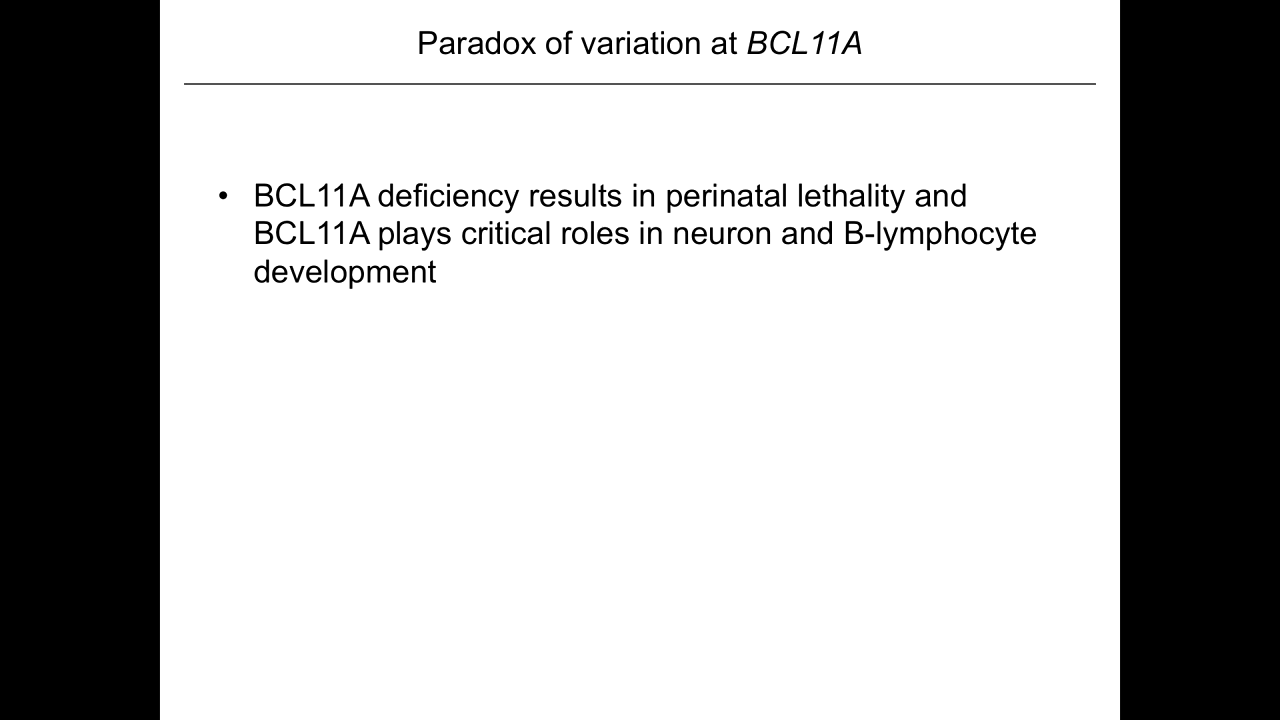 Paradox of variation at BCL11A
• BCL11A deficiency results in perinatal lethality and
BCL11A plays critical roles in neuron and B-lymphocyte
development